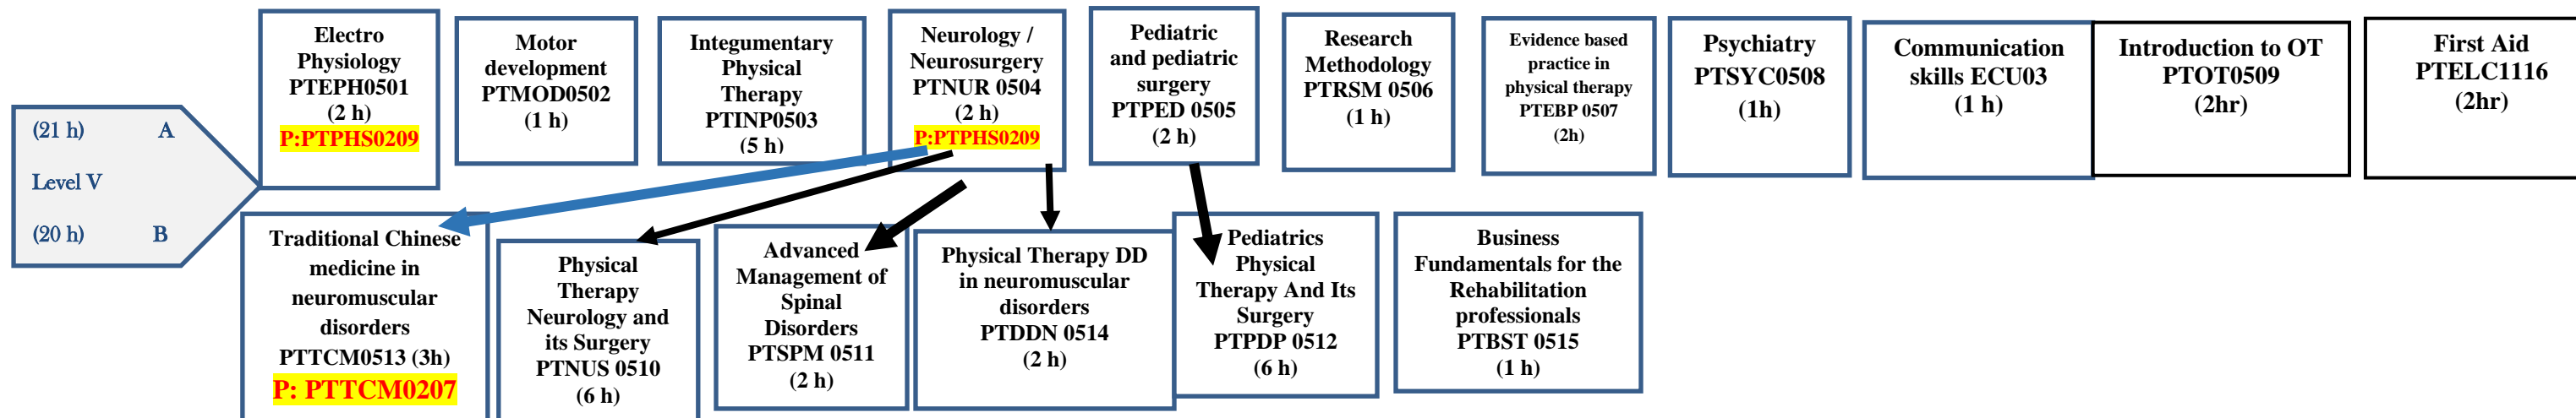 (21 h) A
Level V
(20 h) B
Electro
Physiology
PTEPH0501
(2 h)
P:PTPHS0209
Motor
development
PTMOD0502
(1 h)
Integumentary
Physical
Therapy
PTINP0503
(5 h)
Neurology /
Neurosurgery
PTNUR 0504
(2 h)
P:PTPHS0209
Pediatric
and pediatric
surgery
PTPED 0505
(2 h)
Research
Methodology
PTRSM 0506
(1 h)
Evidence based
practice in
physical therapy
PTEBP 0507
(2h)
Psychiatry
PTSYC0508
(1h)
Communication
skills ECU03
(1 h)
Introduction to OT
PTOT0509
(2hr)
First Aid
PTELC1116
(2hr)
Traditional Chinese
medicine in
neuromuscular
disorders
PTTCM0513 (3h)
P: PTTCM0207
Physical
Therapy
Neurology and
its Surgery
PTNUS 0510
(6 h)
Advanced
Management of
Spinal
Disorders
PTSPM 0511
(2 h)
Physical Therapy DD
in neuromuscular
disorders
PTDDN 0514
(2 h)
Pediatrics
Physical
Therapy And Its
Surgery
PTPDP 0512
(6 h)
Business
Fundamentals for the
Rehabilitation
professionals
PTBST 0515
(1 h)